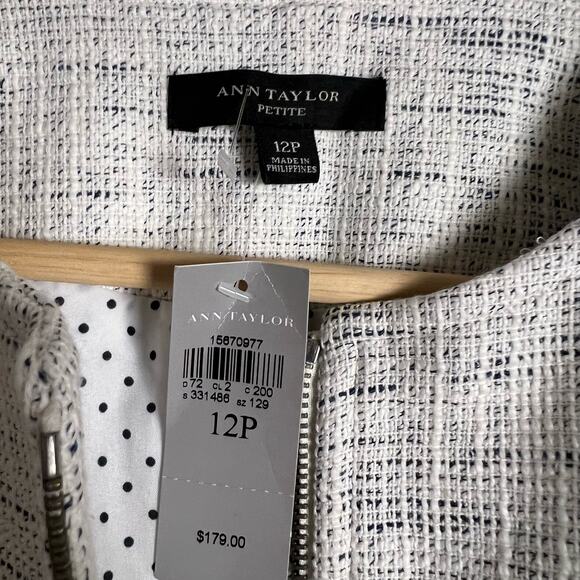 ANN TAYLOR
PETITE
12P
MADE IN
PHILIPPINES
ANN TAYLOR
15670977
D 72 CL 2 C 200
S 331486 SZ 129
12P
$179.00